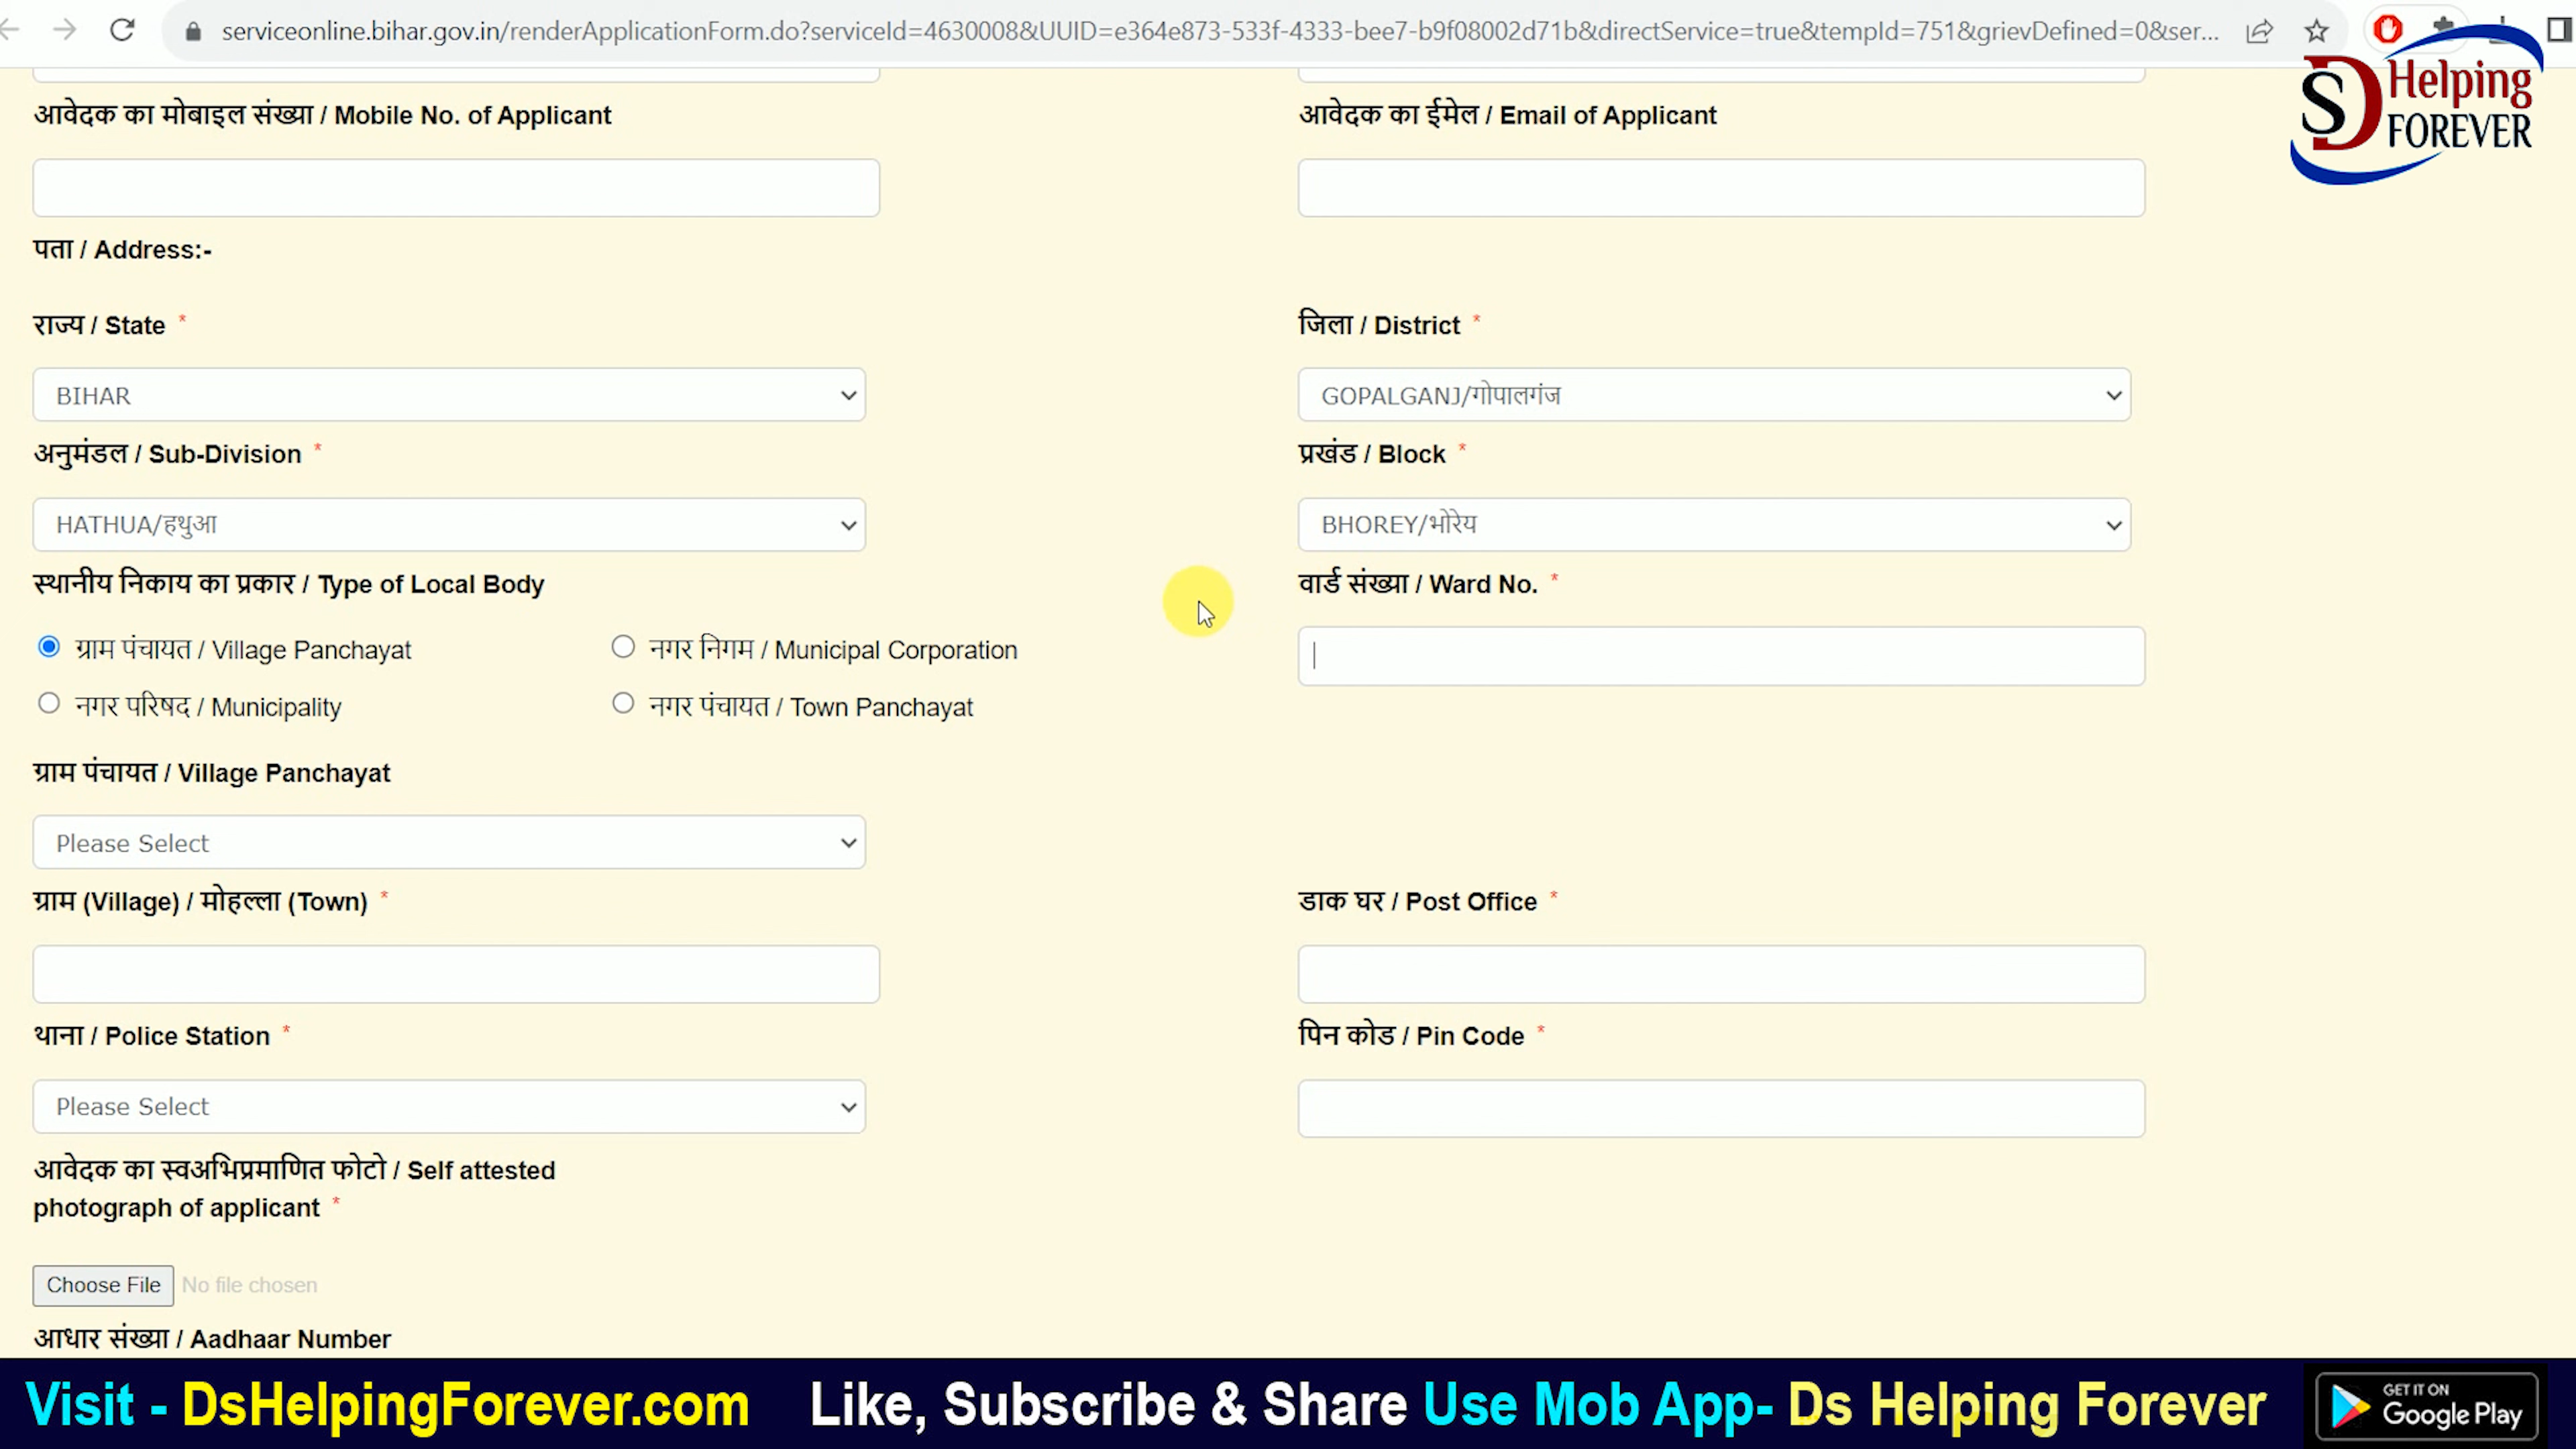 serviceonline.bihar.gov.in/renderApplicationForm.do?serviceId=4630008&UUID=e364e873-533f-4333-bee7-b9f08002d71b&directService=true&tempId=751&grievDefined=0&ser...
SD Helping
FOREVER
आवेदक का मोबाइल संख्या / Mobile No. of Applicant
आवेदक का ईमेल / Email of Applicant
पता / Address:-
राज्य / State *
जिला / District *
BIHAR
GOPALGANJ/गोपालगंज
अनुमंडल / Sub-Division *
प्रखंड / Block *
HATHUA/हथुआ
BHOREY/भोरेय
स्थानीय निकाय का प्रकार / Type of Local Body
वार्ड संख्या / Ward No. *
ग्राम पंचायत / Village Panchayat
नगर निगम / Municipal Corporation
नगर परिषद / Municipality
नगर पंचायत / Town Panchayat
ग्राम पंचायत / Village Panchayat
Please Select
ग्राम (Village) / मोहल्ला (Town) *
डाक घर / Post Office *
थाना / Police Station *
पिन कोड / Pin Code *
Please Select
आवेदक का स्वअभिप्रमाणित फोटो / Self attested
photograph of applicant *
Choose File No file chosen
आधार संख्या / Aadhaar Number
Visit - DsHelpingForever.com Like, Subscribe & Share Use Mob App- Ds Helping Forever
GET IT ON
Google Play